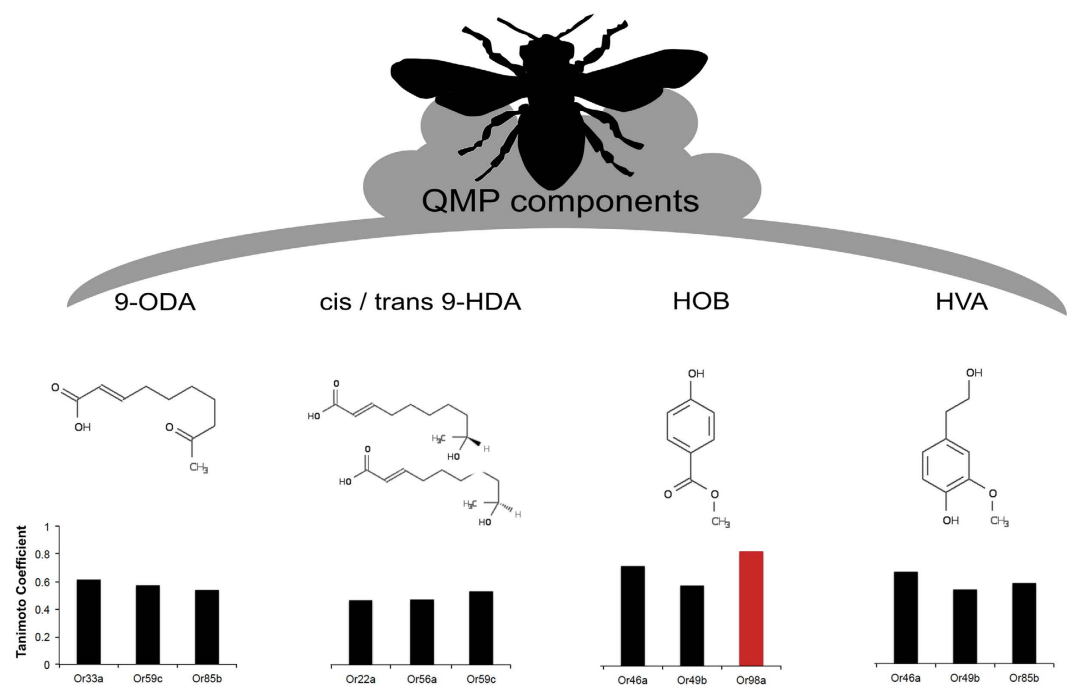 QMP components
9-ODA
cis / trans 9-HDA
HOB
HVA
O
OH
O
CH3
O
HO
H3C
HO
H
O
HO
H3C
HO
H
OH
O
O
CH3
OH
OH
O
CH3
Tanimoto Coefficient
1
0.8
0.6
0.4
0.2
0
Or33a Or59c Or85b
Or22a Or56a Or59c
Or46a Or49b Or98a
Or46a Or49b Or85b